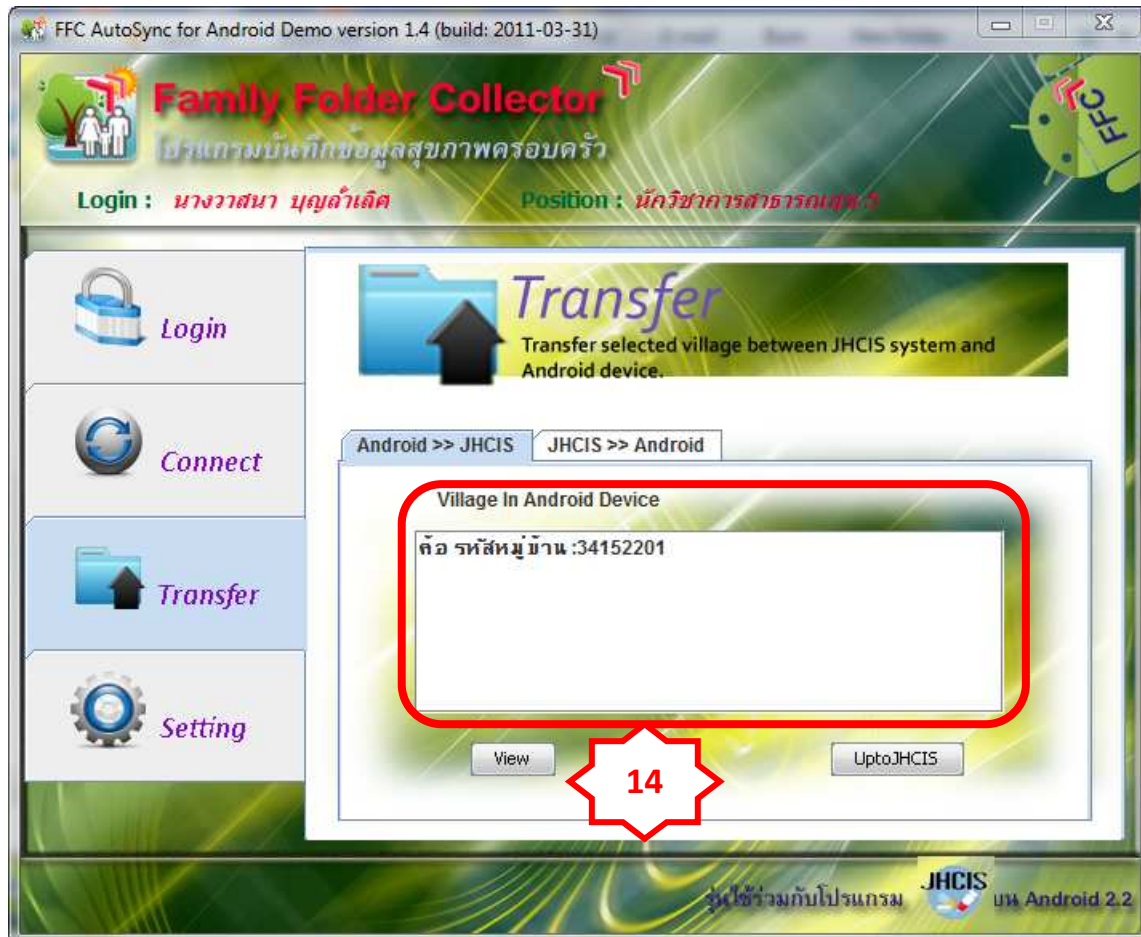 FFC AutoSync for Android Demo version 1.4 (build: 2011-03-31)
Family Folder Collector
โปรแกรมบันทึกข้อมูลสุขภาพครอบครัว
FFC
Login : นางวาสนา บุญล้ำเลิศ Position : นักวิชาการสาธารณสุข 5
Login
Connect
Transfer
Setting
Transfer
Transfer selected village between JHCIS system and
Android device.
Android >> JHCIS JHCIS >> Android
Village In Android Device
ค้อ รหัสหมู่บ้าน :34152201
View
14
UptoJHCIS
รุ่นใช้ร่วมกับโปรแกรม JHCIS บน Android 2.2